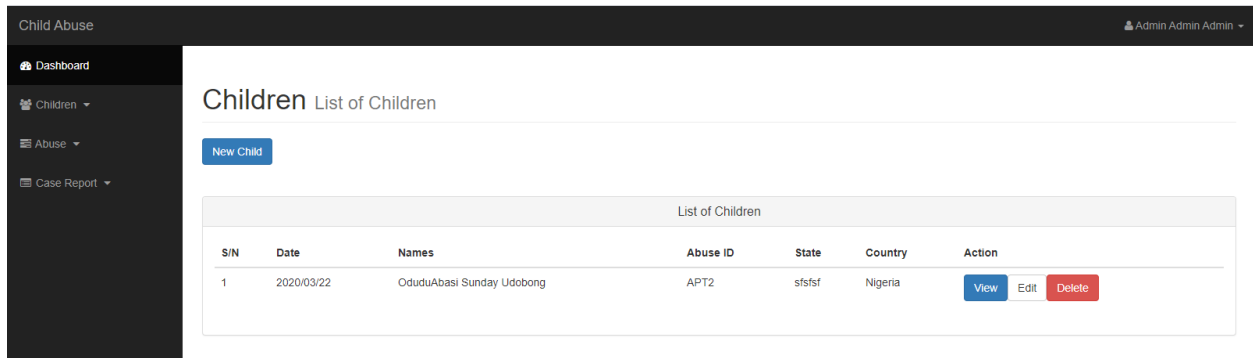 Child Abuse
Admin Admin Admin
Dashboard
Children
Abuse
Case Report
Children List of Children
New Child
List of Children
S/N Date Names Abuse ID State Country Action
1 2020/03/22 OduduAbasi Sunday Udobong APT2 sfsfsf Nigeria View Edit Delete